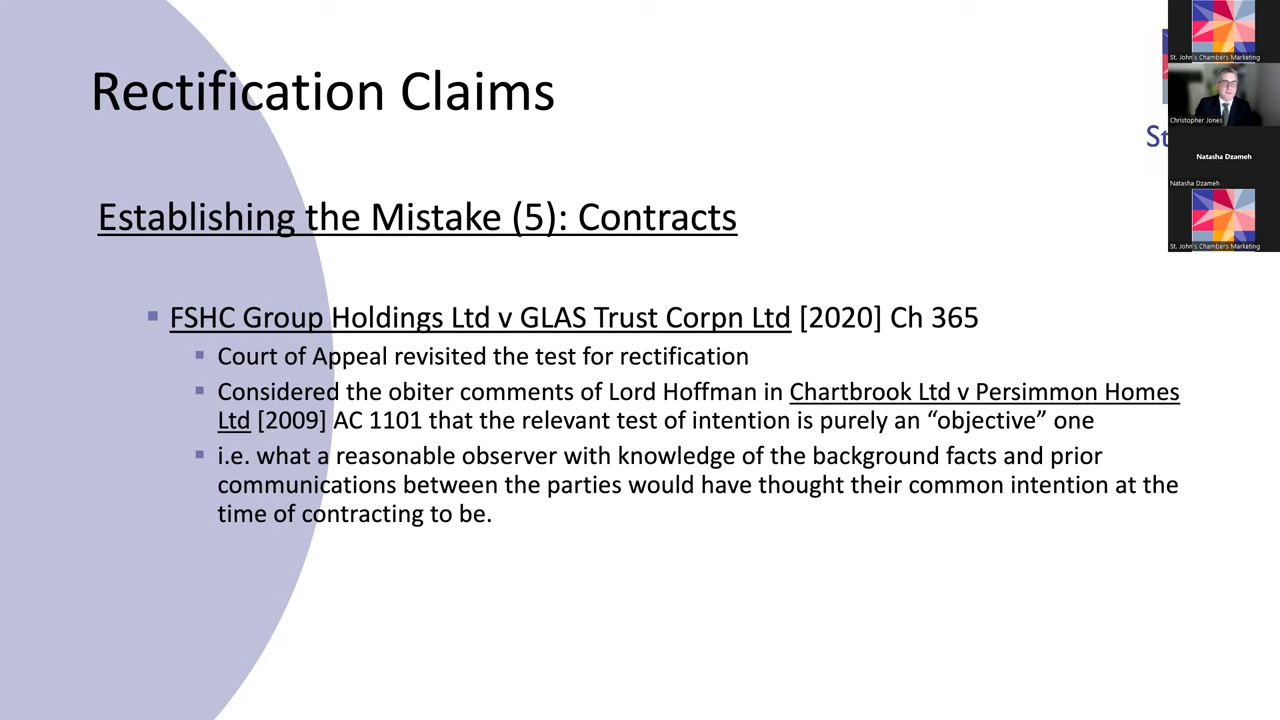 Rectification Claims
Establishing the Mistake (5): Contracts
FSHC Group Holdings Ltd v GLAS Trust Corpn Ltd [2020] Ch 365
Court of Appeal revisited the test for rectification
Considered the obiter comments of Lord Hoffman in Chartbrook Ltd v Persimmon Homes
Ltd [2009] AC 1101 that the relevant test of intention is purely an “objective” one
i.e. what a reasonable observer with knowledge of the background facts and prior
communications between the parties would have thought their common intention at the
time of contracting to be.
St
St. John's Chambers Marketing
Christopher Jones
Natasha Dzameh
Natasha Dzameh
St. John's Chambers Marketing